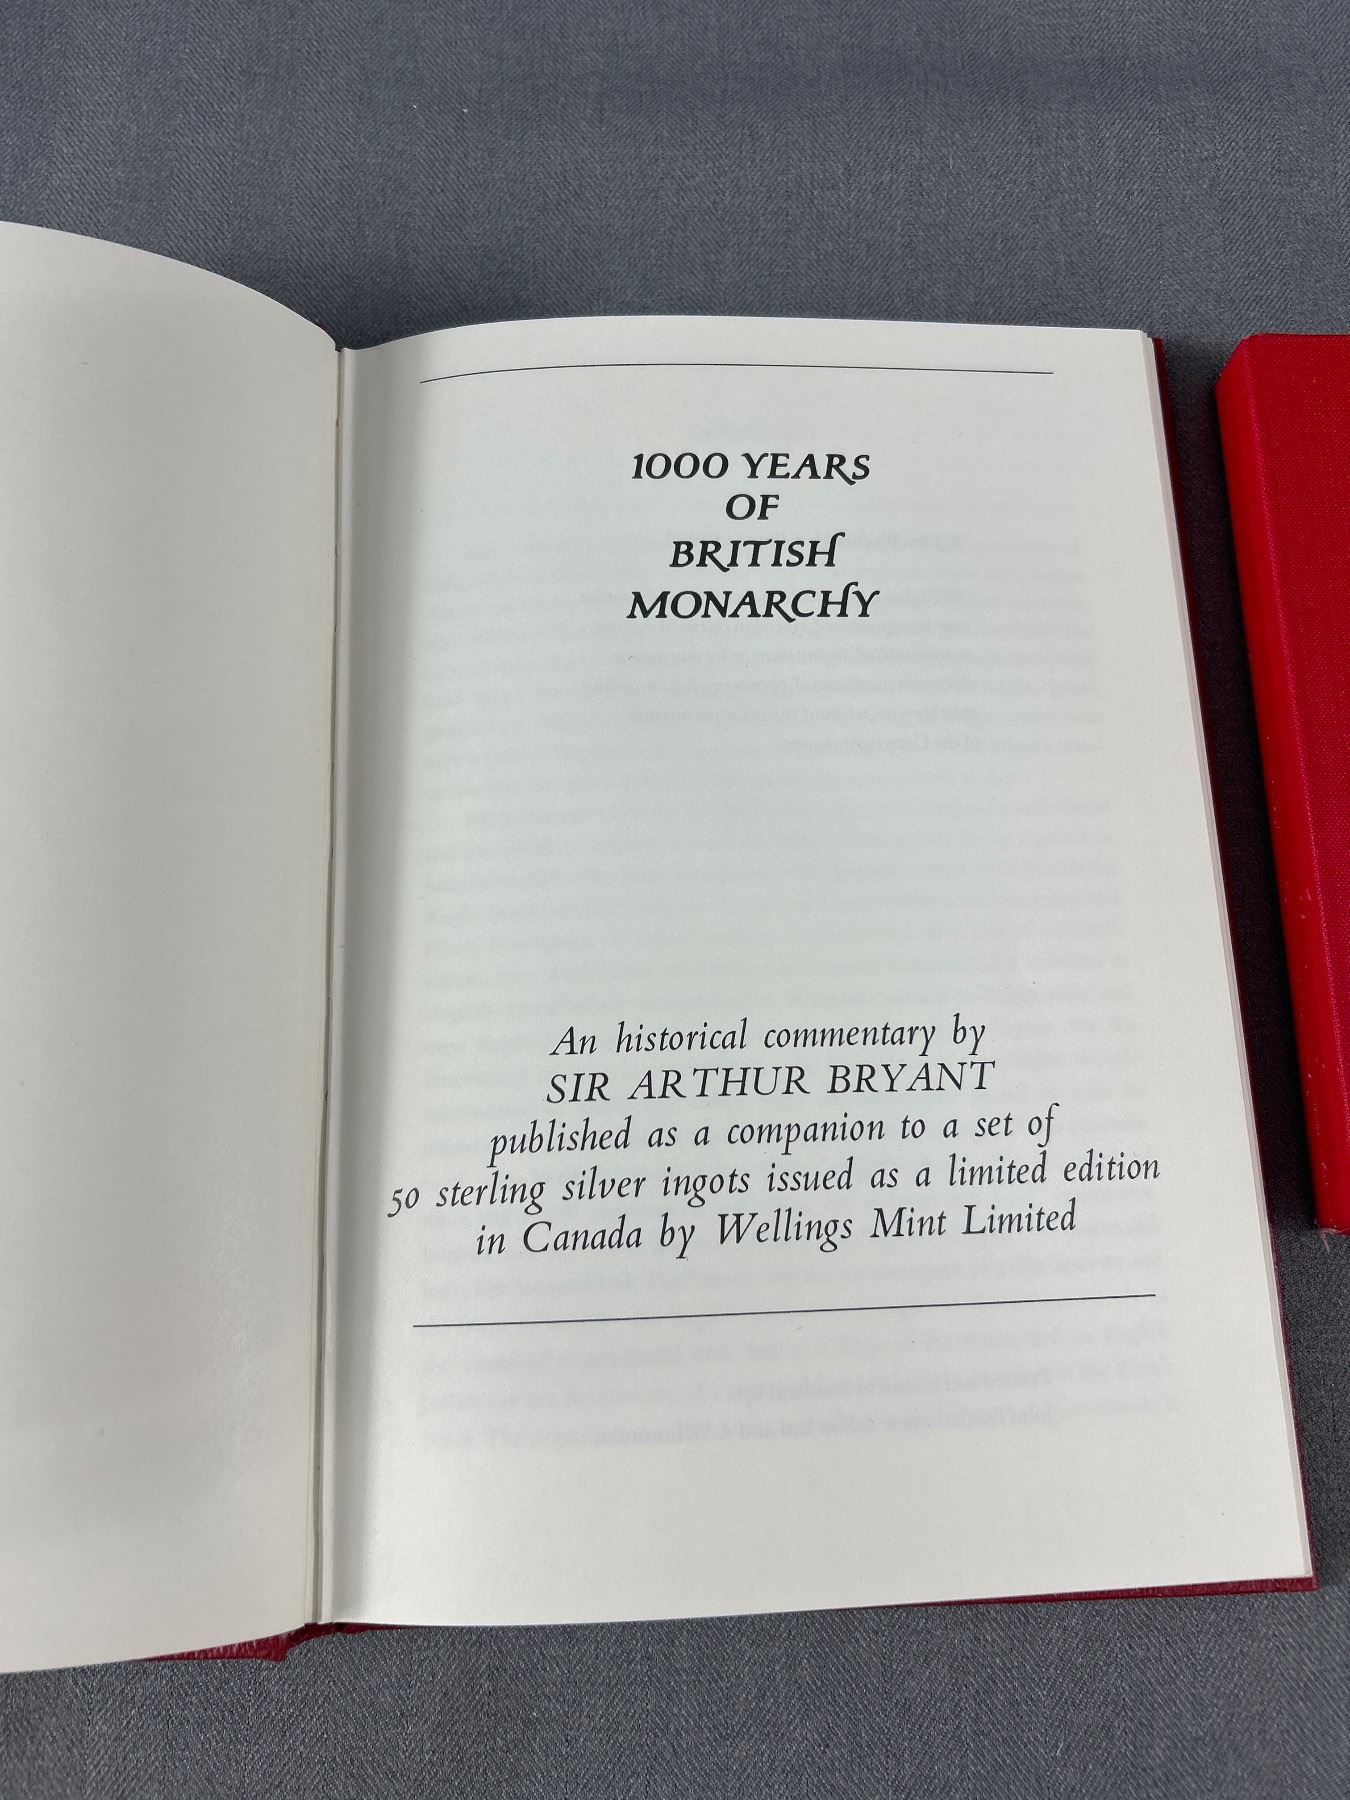 1000 YEARS
OF
BRITISH
MONARCHY
An historical commentary by
SIR ARTHUR BRYANT
published as a companion to a set of
50 sterling silver ingots issued as a limited edition
in Canada by Wellings Mint Limited